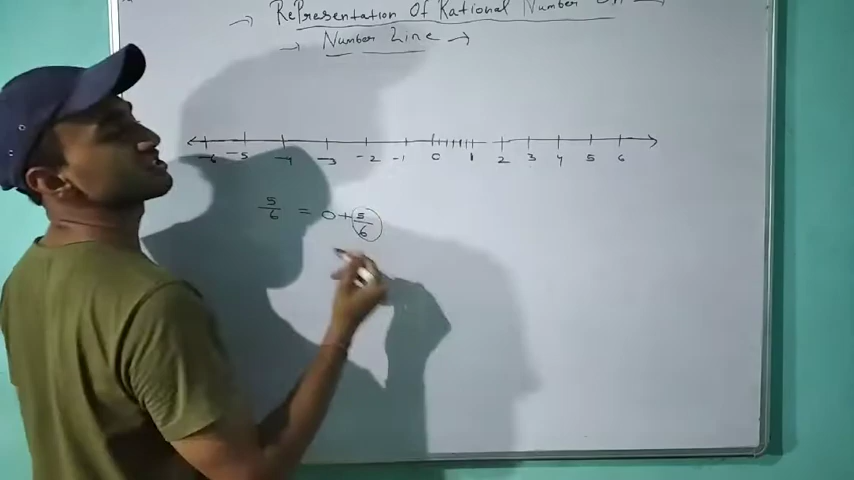 → Representation Of Rational Number On →
→ Number Line →
-6 -5 -4 -3 -2 -1 0 1 2 3 4 5 6
5/6 = 0+5/6